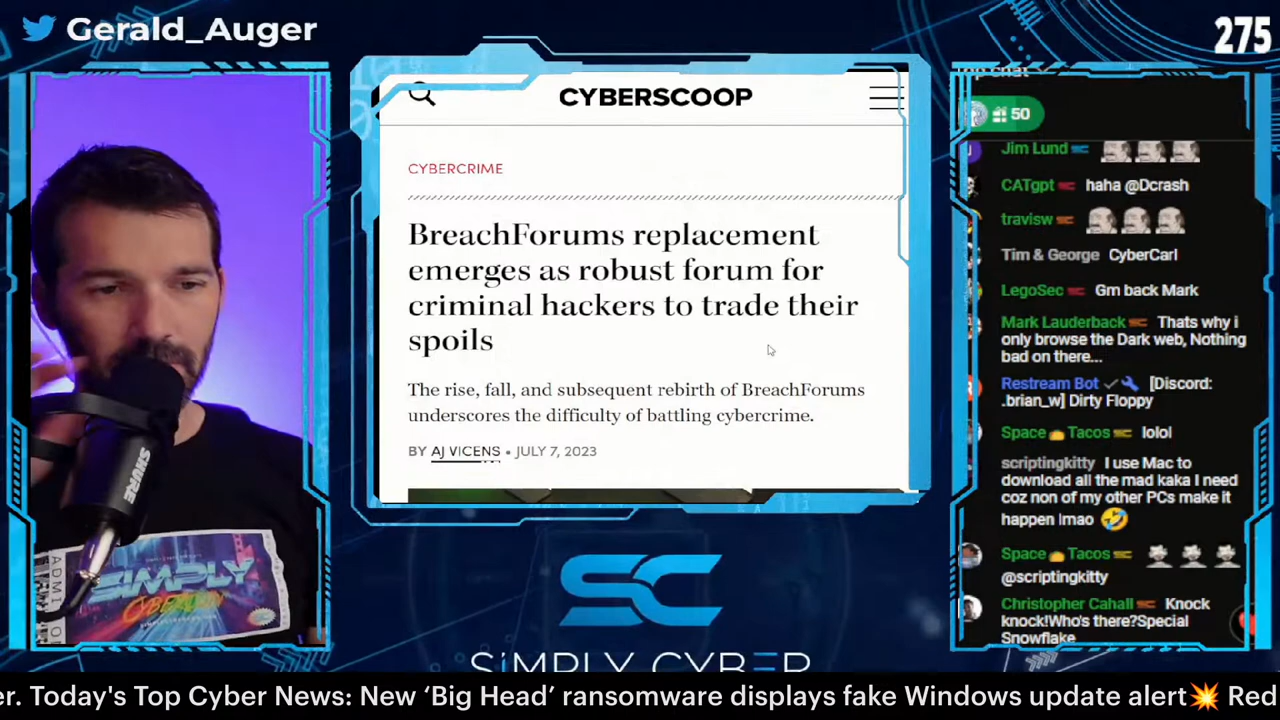 Gerald_Auger
275
CYBERSCOOP
CYBERCRIME
BreachForums replacement
emerges as robust forum for
criminal hackers to trade their
spoils
The rise, fall, and subsequent rebirth of BreachForums
underscores the difficulty of battling cybercrime.
BY AJ VICENS • JULY 7, 2023
50
Jim Lund
CATgpt haha @Dcrash
travisw
Tim & George CyberCarl
LegoSec Gm back Mark
Mark Lauderback Thats why i
only browse the Dark web, Nothing
bad on there...
Restream Bot [Discord:
.brian_w] Dirty Floppy
Space Tacos lolol
scriptingkitty I use Mac to
download all the mad kaka I need
coz non of my other PCs make it
happen lmao
Space Tacos
@scriptingkitty
Christopher Cahall Knock
knock!Who's there?Special
Snowflake
SHURE
SIMPLY
CYBERCON
SC
SIMPLY CYBER
er. Today's Top Cyber News: New ‘Big Head’ ransomware displays fake Windows update alert💥 Red